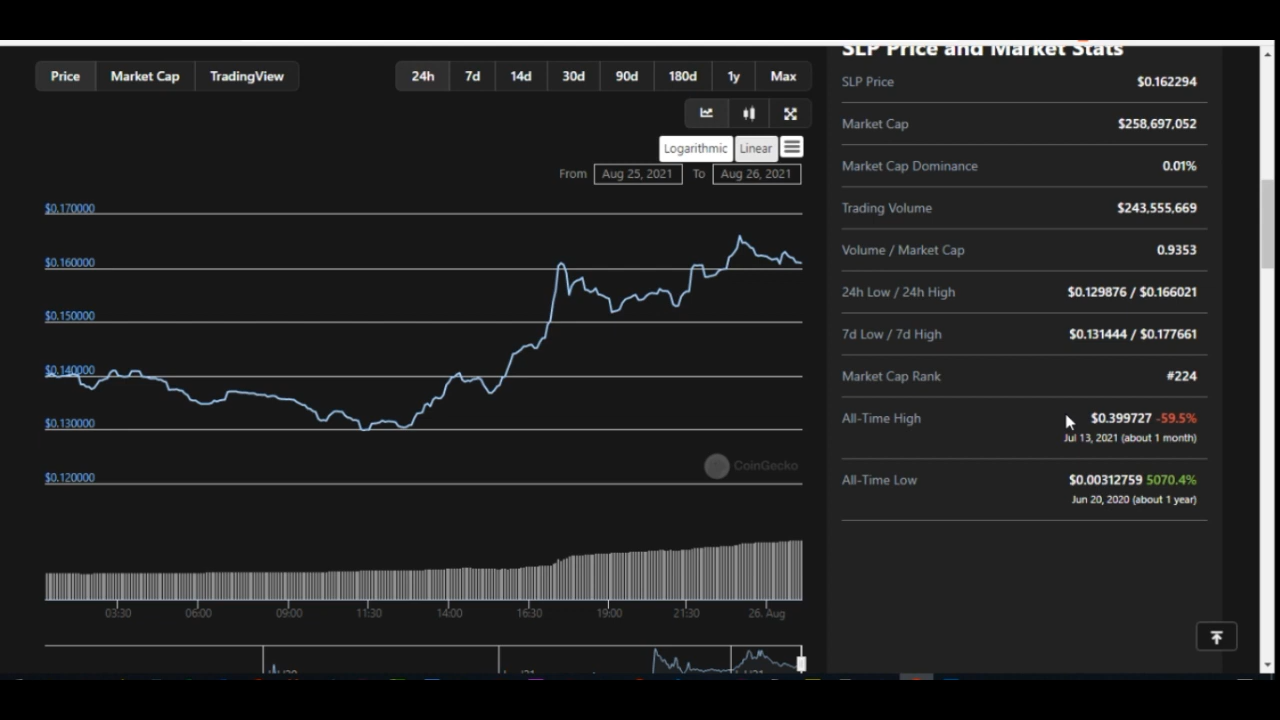 SLP Price and Market Stats
Price Market Cap TradingView 24h 7d 14d 30d 90d 180d 1y Max
Logarithmic Linear
From Aug 25, 2021 To Aug 26, 2021
$0.170000
$0.160000
$0.150000
$0.140000
$0.130000
$0.120000
CoinGecko
03:30 06:00 09:00 11:30 14:00 16:30 19:00 21:30 26. Aug
SLP Price $0.162294
Market Cap $258,697,052
Market Cap Dominance 0.01%
Trading Volume $243,555,669
Volume / Market Cap 0.9353
24h Low / 24h High $0.129876 / $0.166021
7d Low / 7d High $0.131444 / $0.177661
Market Cap Rank #224
All-Time High $0.399727 -59.5%
Jul 13, 2021 (about 1 month)
All-Time Low $0.00312759 5070.4%
Jun 20, 2020 (about 1 year)